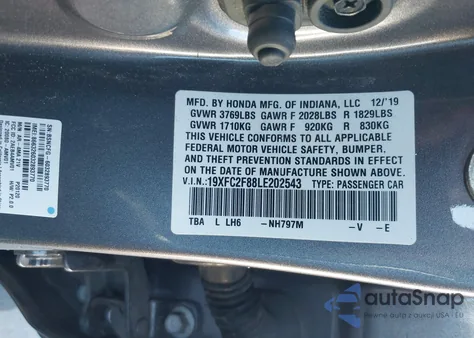 MFD. BY HONDA MFG. OF INDIANA, LLC 12/'19
GVWR 3769LBS GAWR F 2028LBS R 1829LBS
GVWR 1710KG GAWR F 920KG R 830KG
THIS VEHICLE CONFORMS TO ALL APPLICABLE
FEDERAL MOTOR VEHICLE SAFETY, BUMPER,
AND THEFT PREVENTION STANDARDS IN EFFECT
ON THE DATE OF MANUFACTURE SHOWN ABOVE.
V.I.N: 19XFC2F88LE202543 TYPE: PASSENGER CAR
TBA L LH6 -NH797M -V -E
autoSnap